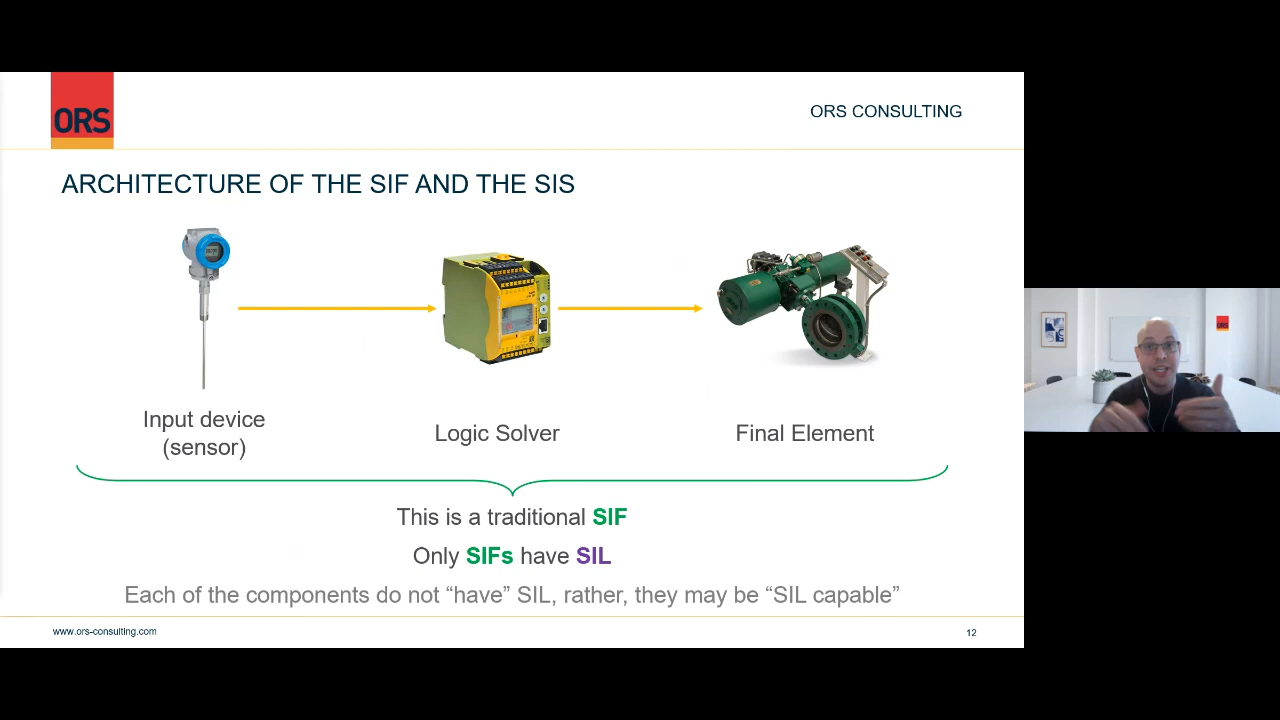 ORS
ORS CONSULTING
ARCHITECTURE OF THE SIF AND THE SIS
Input device
(sensor)
Logic Solver
Final Element
This is a traditional SIF
Only SIFs have SIL
Each of the components do not “have” SIL, rather, they may be “SIL capable”
www.ors-consulting.com
12